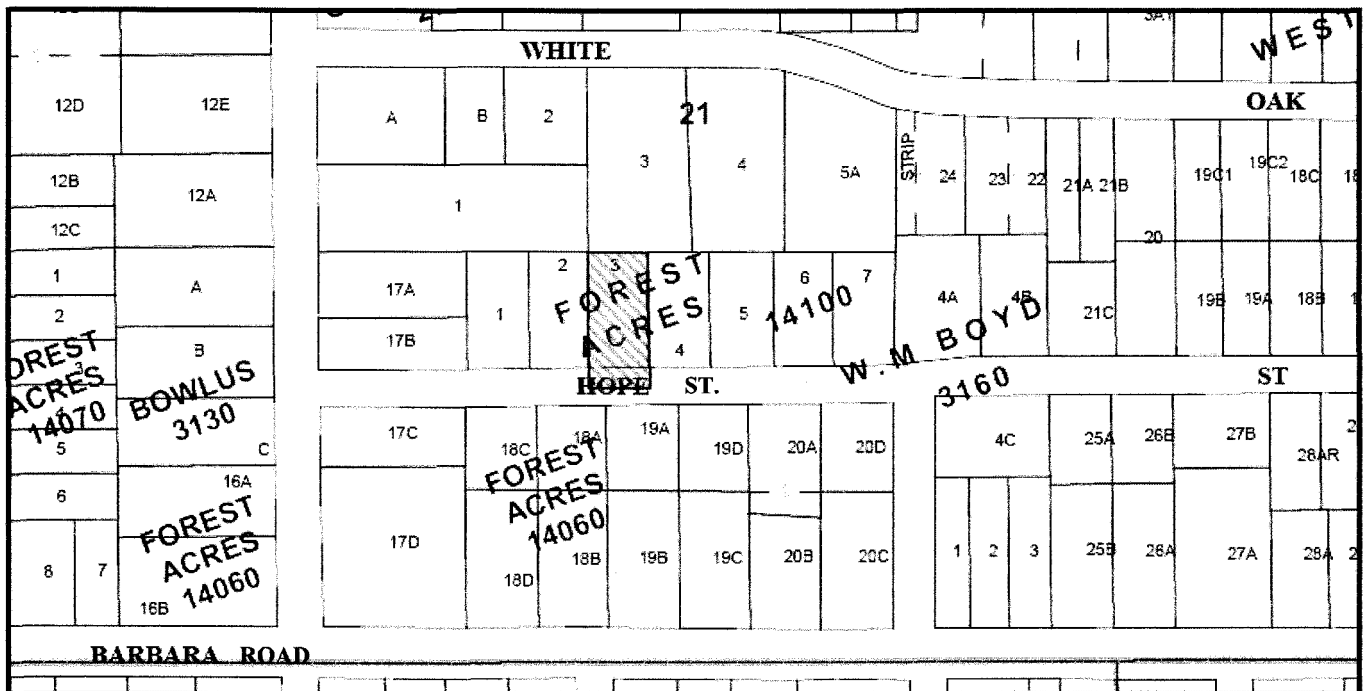 3A1
WEST
WHITE
OAK
12D
12E
A
B
2
21
3
4
5A
STRIP
24
23
22
21A
21B
19C1
19C2
18C
12B
12A
12C
1
20
1
A
2
3
FOREST
ACRES
14100
6
7
17A
1
5
4A
4B
21C
19B
19A
18B
2
17B
4
B
W.M BOYD
3160
HOPE ST.
ST
OREST
ACRES
14070
3
4
BOWLUS
3130
17C
18C
18A
19A
19D
20A
20D
4C
25A
26B
27B
28AR
5
C
FOREST
ACRES
14060
6
16A
FOREST
ACRES
14060
17D
18D
18B
19B
19C
20B
20C
1
2
3
25B
26A
27A
28A
8
7
16B
BARBARA ROAD